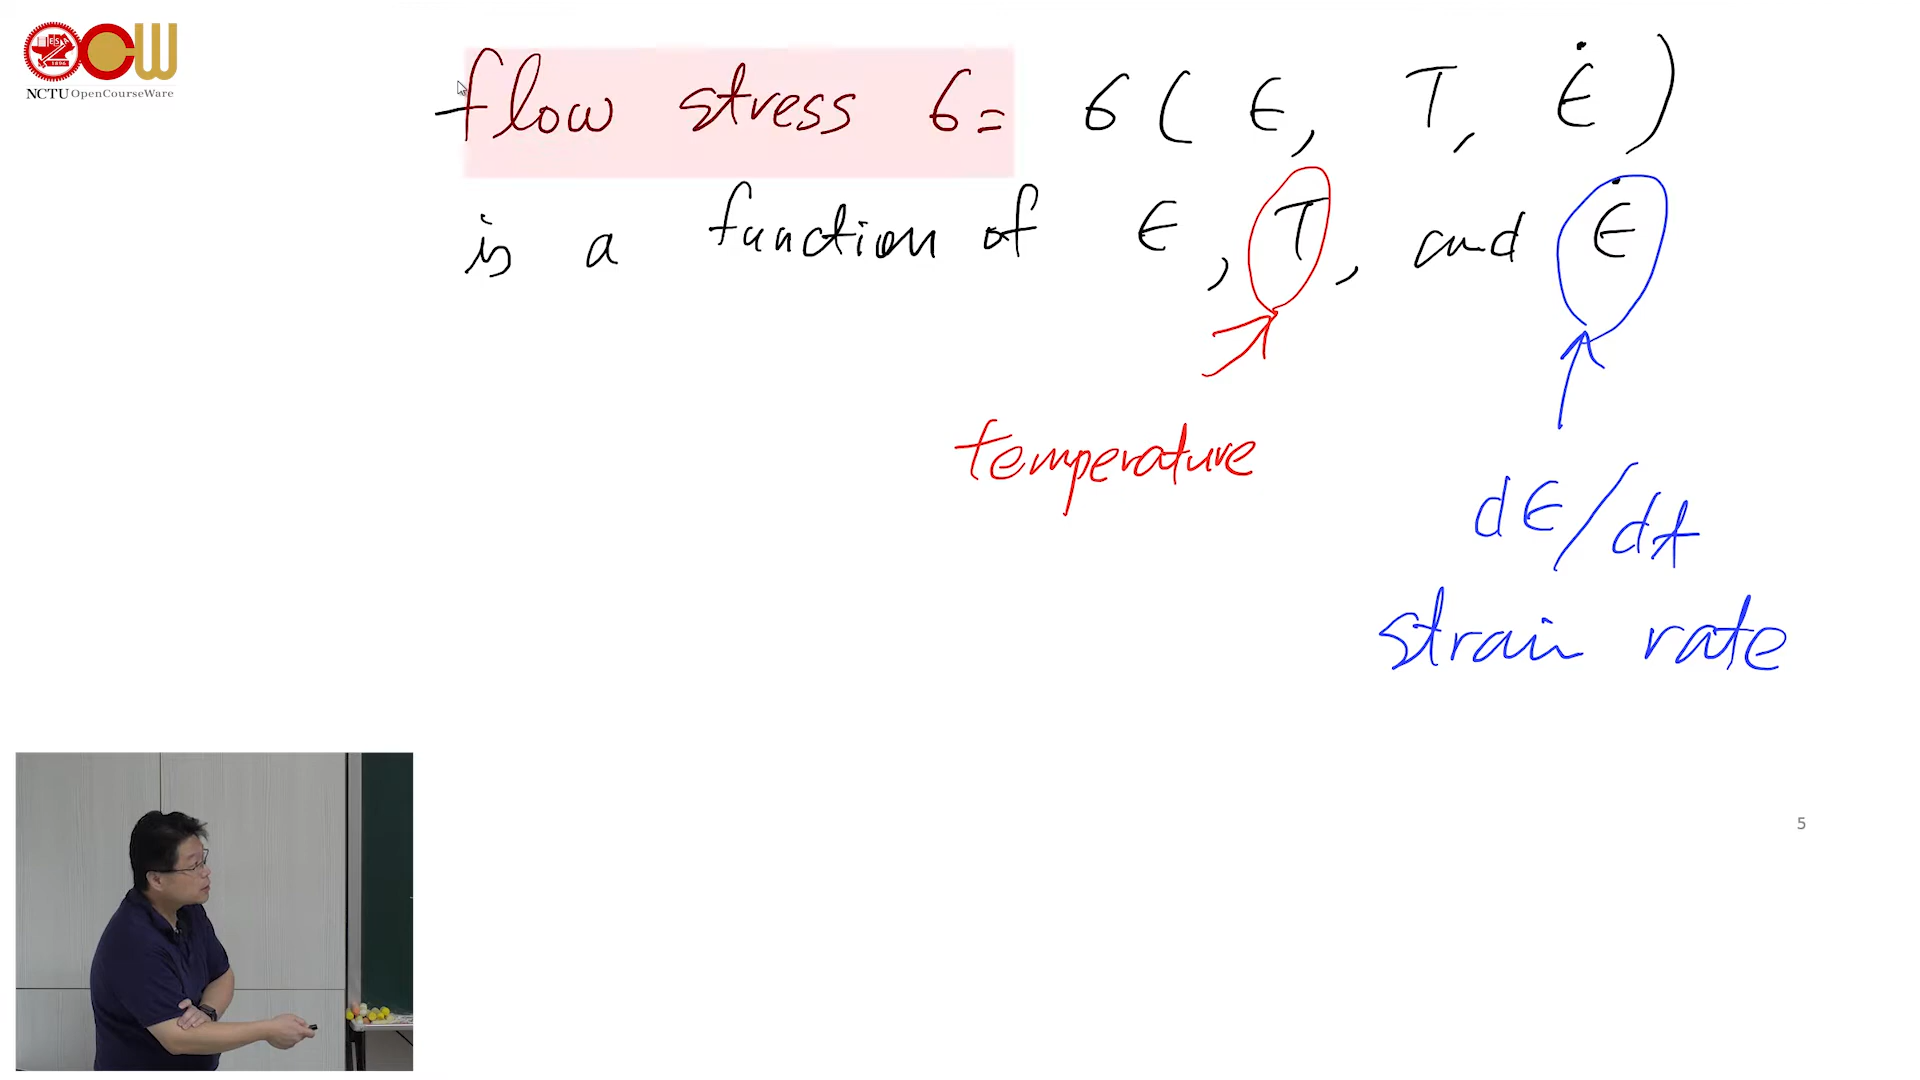 NCTU OpenCourseWare
flow stress σ = σ ( ϵ, T, ϵ̇ )
is a function of ϵ, T, and ϵ̇
temperature
dϵ/dt
strain rate
5